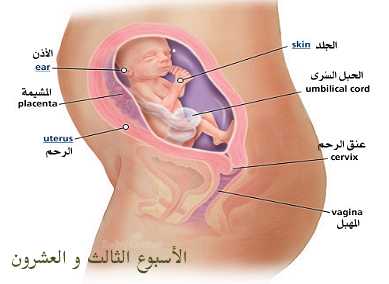 الأذن
ear
المشيمة
placenta
uterus
الرحم
skin الجلد
الحبل السرى
umbilical cord
عنق الرحم
cervix
vagina
المهبل
الأسبوع الثالث و العشرون